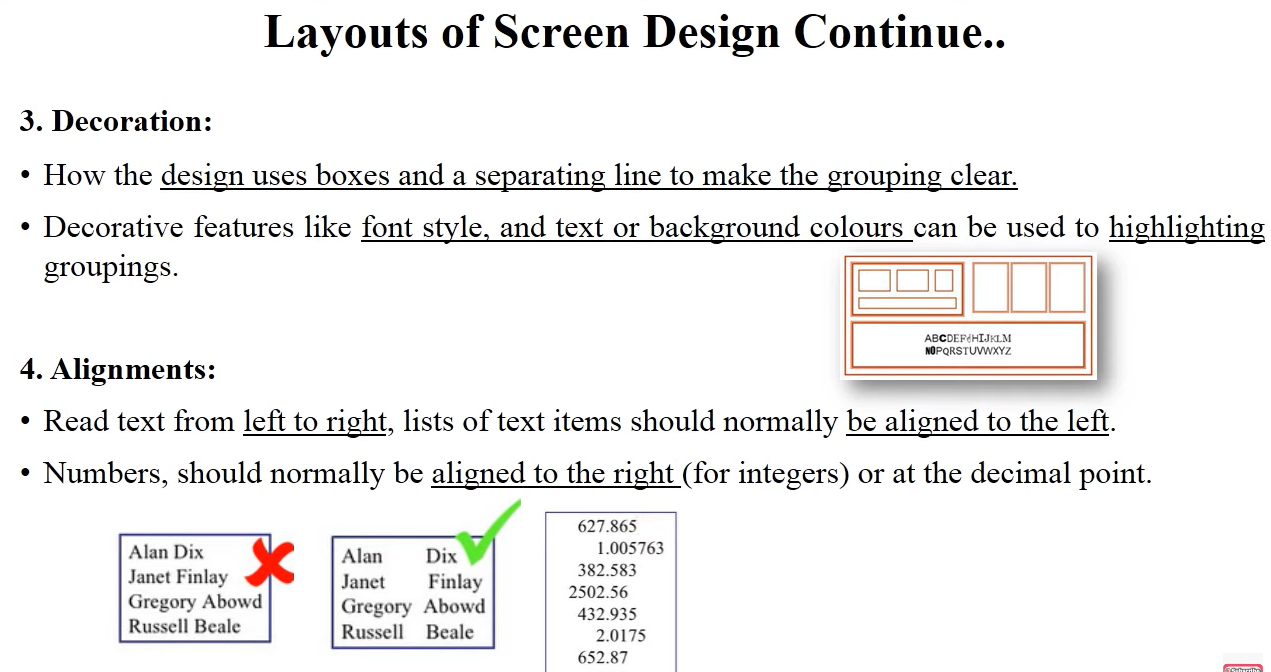 Layouts of Screen Design Continue..
3. Decoration:
• How the design uses boxes and a separating line to make the grouping clear.
• Decorative features like font style, and text or background colours can be used to highlighting
groupings.
ABCDEFGHIJKLM
NOPQRSTUVWXYZ
4. Alignments:
• Read text from left to right, lists of text items should normally be aligned to the left.
• Numbers, should normally be aligned to the right (for integers) or at the decimal point.
Alan Dix
Janet Finlay
Gregory Abowd
Russell Beale
Alan Dix
Janet Finlay
Gregory Abowd
Russell Beale
627.865
1.005763
382.583
2502.56
432.935
2.0175
652.87